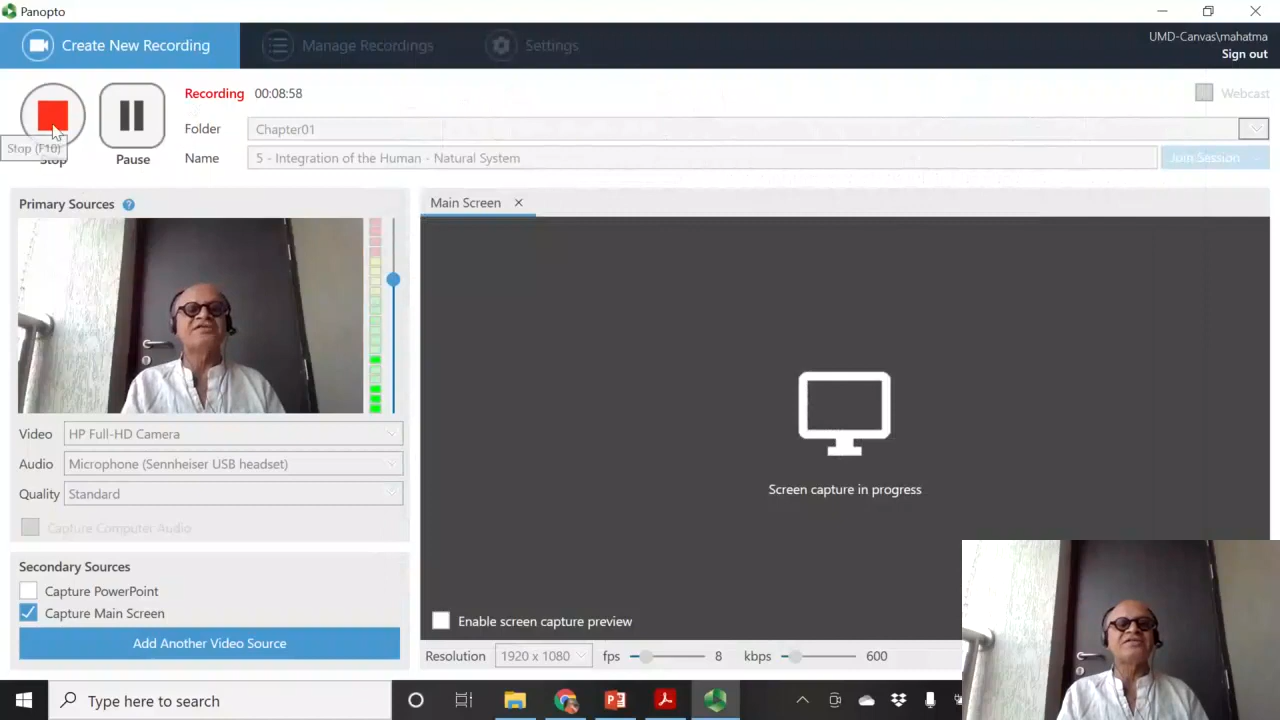 Panopto
Create New Recording
Manage Recordings
Settings
UMD-Canvas\mahatma
Sign out
Recording 00:08:58
Webcast
Folder Chapter01
Stop (F10)
Stop
Pause
Name 5 - Integration of the Human - Natural System
Join Session
Primary Sources ?
Main Screen
Video HP Full-HD Camera
Audio Microphone (Sennheiser USB headset)
Quality Standard
Capture Computer Audio
Screen capture in progress
Secondary Sources
Capture PowerPoint
Capture Main Screen
Add Another Video Source
Enable screen capture preview
Resolution 1920 x 1080 fps 8 kbps 600
Type here to search